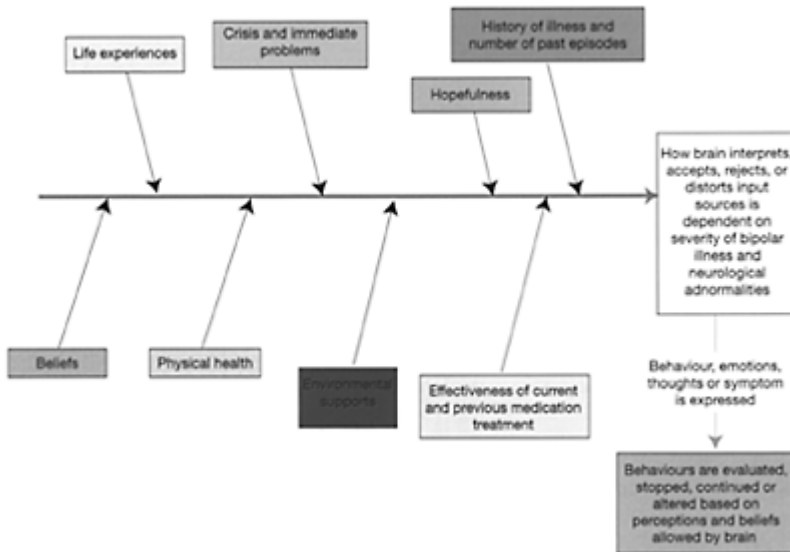 Life experiences
Crisis and immediate
problems
History of illness and
number of past episodes
Hopefulness
How brain interprets,
accepts, rejects, or
distorts input
sources is
dependent on
severity of bipolar
illness and
neurological
adnormalities
Beliefs
Physical health
Environmental
supports
Effectiveness of current
and previous medication
treatment
Behaviour, emotions,
thoughts or symptom
is expressed
Behaviours are evaluated,
stopped, continued or
altered based on
perceptions and beliefs
allowed by brain